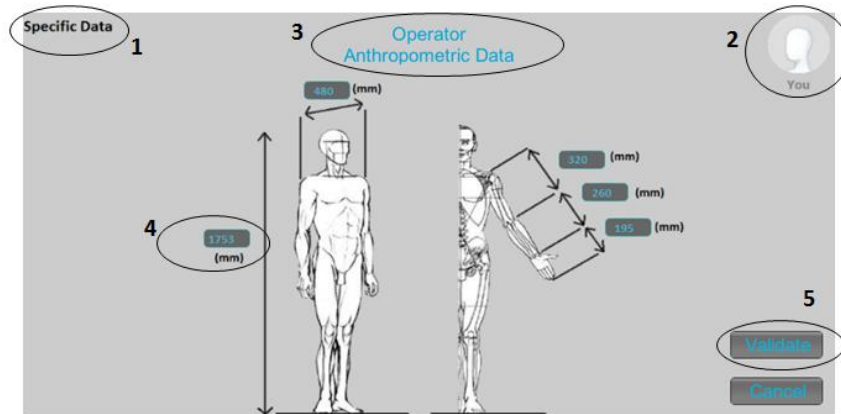 Specific Data
1
3
Operator
Anthropometric Data
2
You
480 (mm)
320 (mm)
260 (mm)
195 (mm)
4
1753
(mm)
5
Validate
Cancel